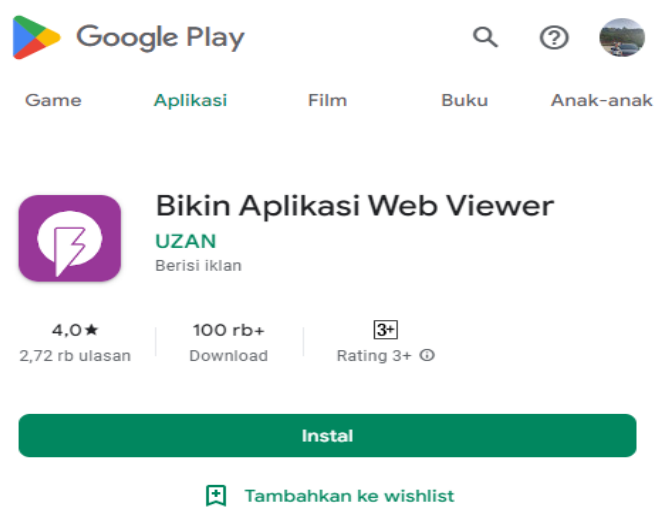 Google Play
Game Aplikasi Film Buku Anak-anak
Bikin Aplikasi Web Viewer
UZAN
Berisi iklan
4,0★ 100 rb+ 3+
2,72 rb ulasan Download Rating 3+
Instal
Tambahkan ke wishlist